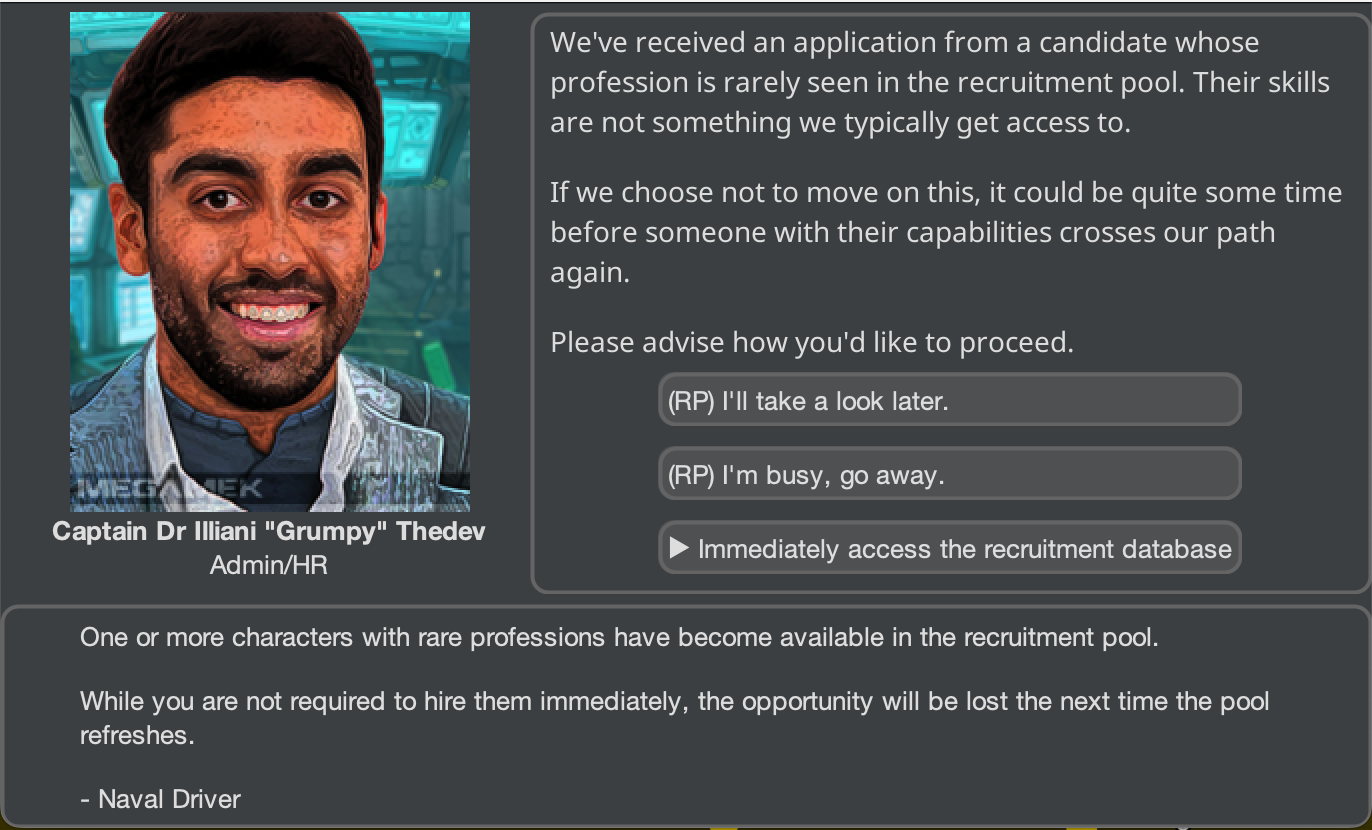 We've received an application from a candidate whose
profession is rarely seen in the recruitment pool. Their skills
are not something we typically get access to.
If we choose not to move on this, it could be quite some time
before someone with their capabilities crosses our path
again.
Please advise how you'd like to proceed.
(RP) I'll take a look later.
(RP) I'm busy, go away.
▶ Immediately access the recruitment database
MEGAMEK
Captain Dr Illiani "Grumpy" Thedev
Admin/HR
One or more characters with rare professions have become available in the recruitment pool.
While you are not required to hire them immediately, the opportunity will be lost the next time the pool
refreshes.
- Naval Driver